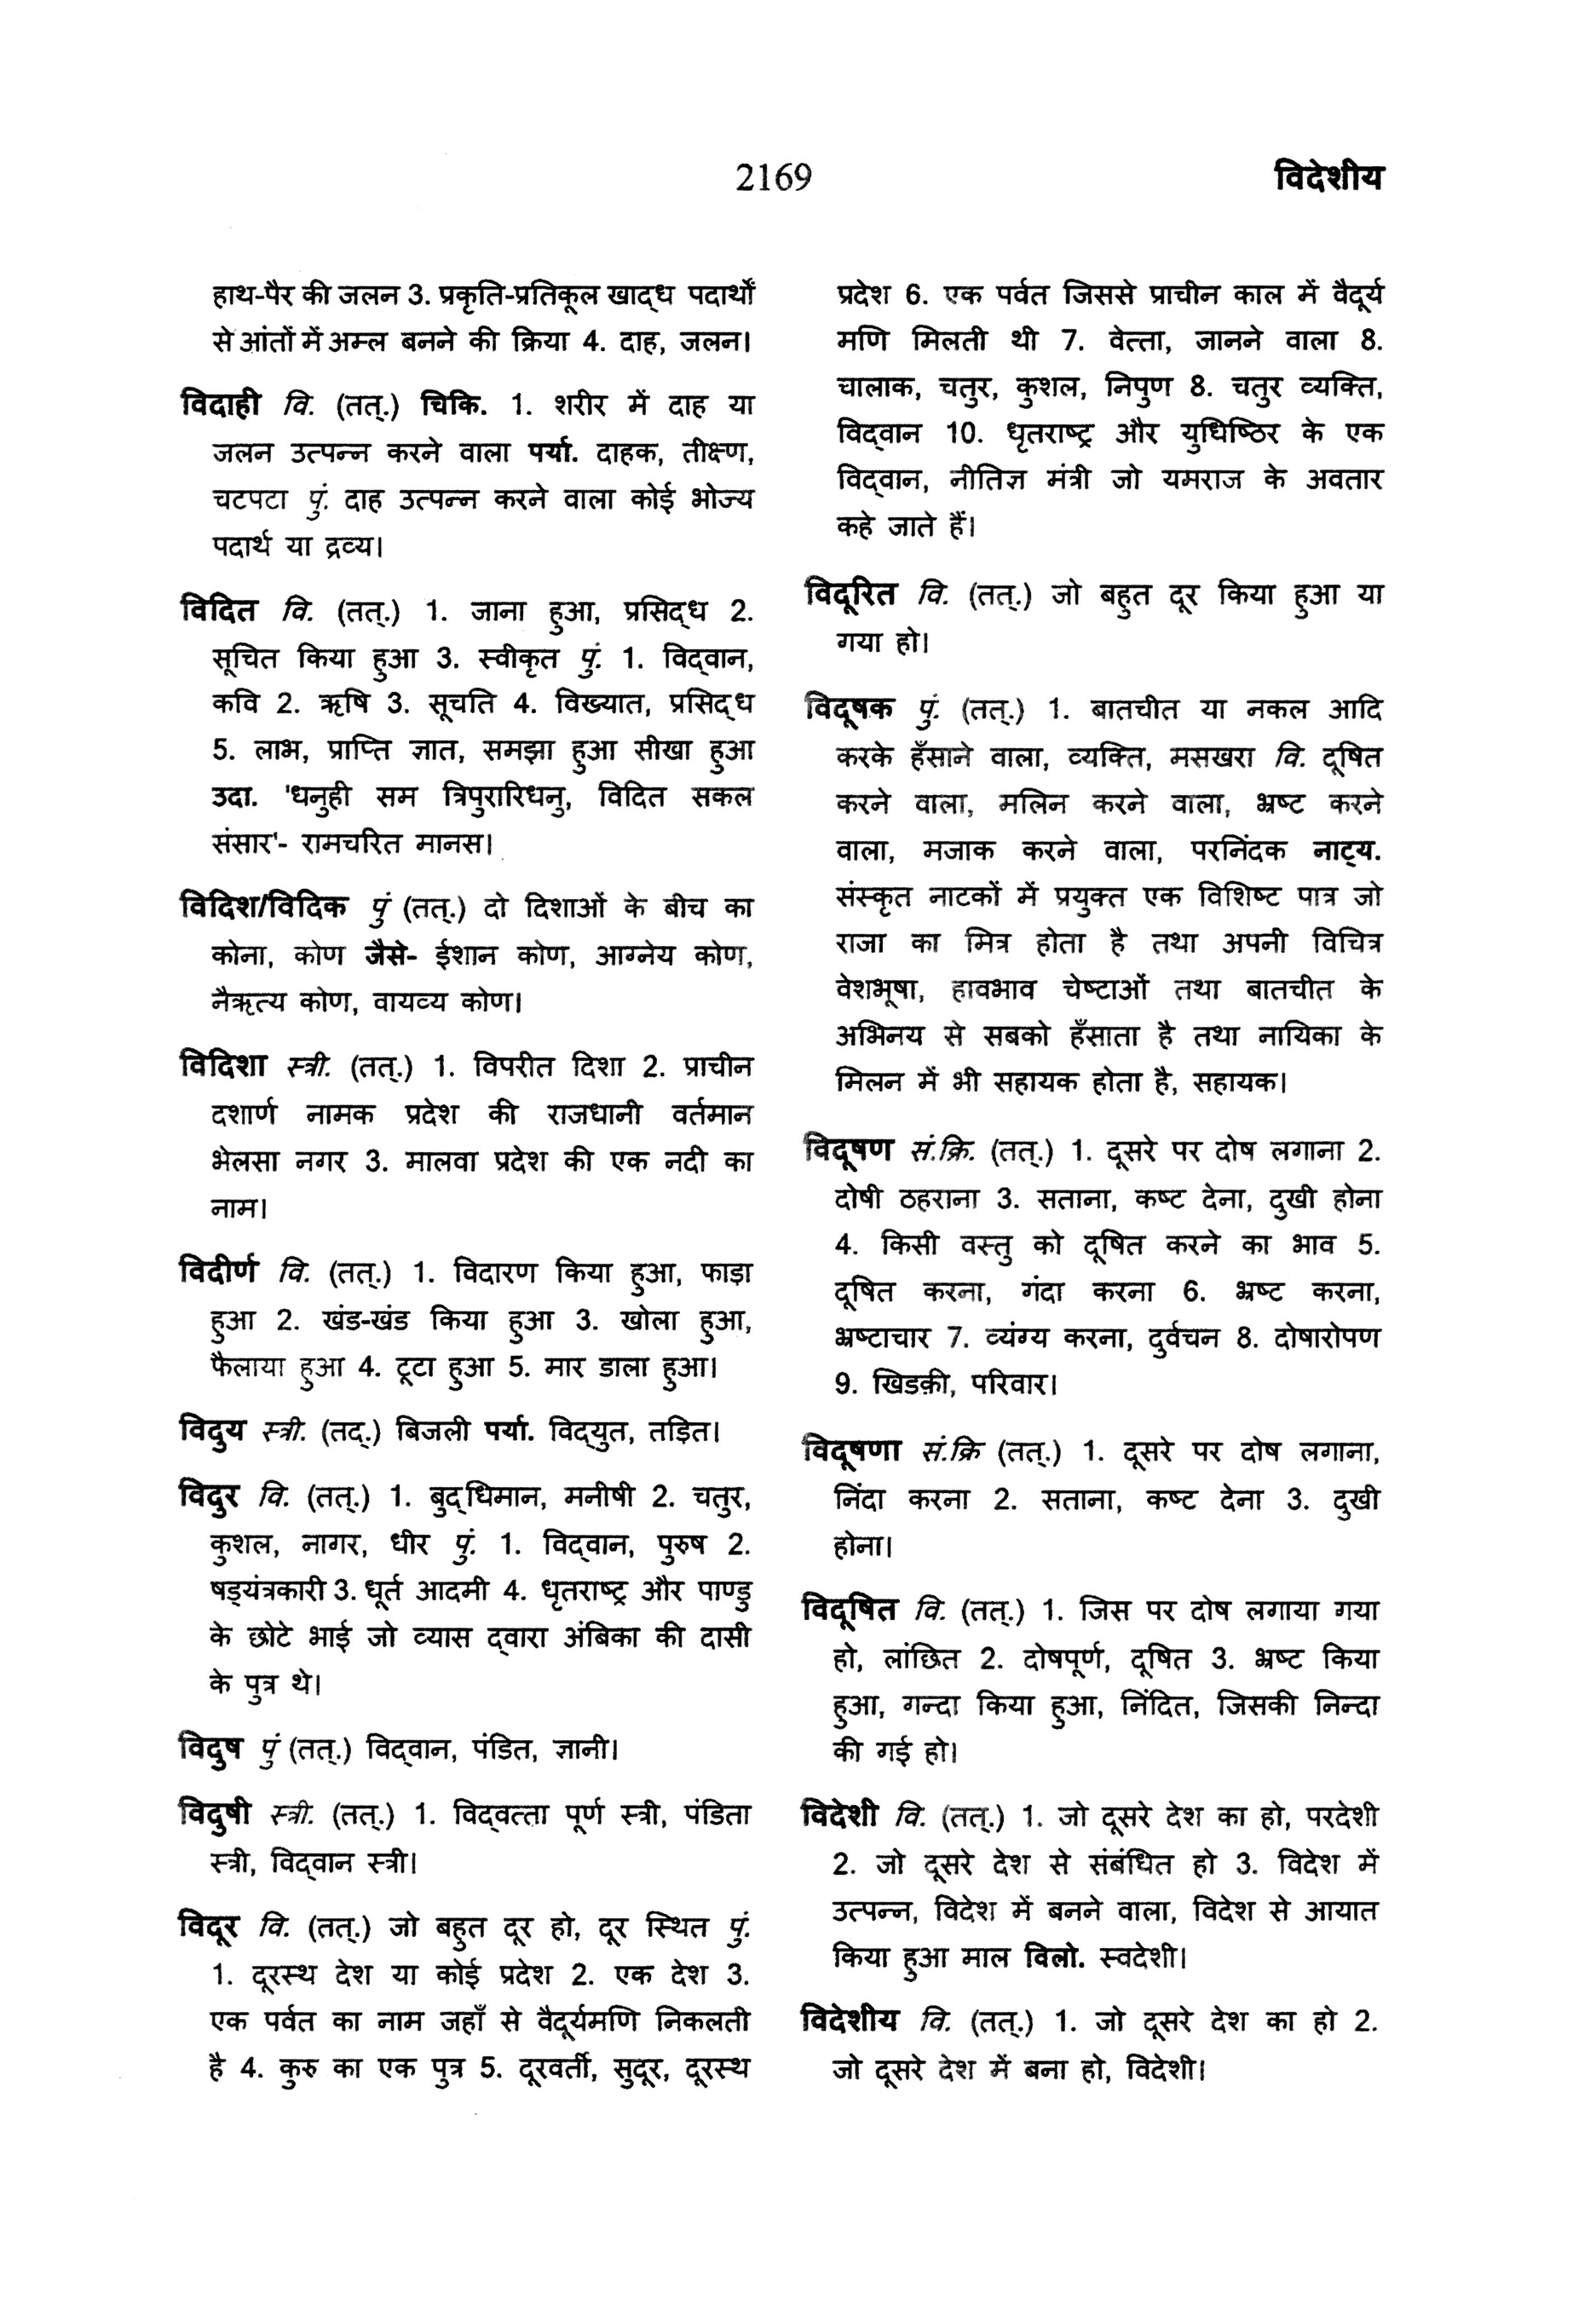 2169
विदेशीय
हाथ-पैर की जलन 3. प्रकृति-प्रतिकूल खाद्ध पदार्थों
से आंतों में अम्ल बनने की क्रिया 4. दाह, जलन।
विदाही वि. (तत्.) चिकि. 1. शरीर में दाह या
जलन उत्पन्न करने वाला पर्या. दाहक, तीक्ष्ण,
चटपटा पुं. दाह उत्पन्न करने वाला कोई भोज्य
पदार्थ या द्रव्य।
विदित वि. (तत्.) 1. जाना हुआ, प्रसिद्ध 2.
सूचित किया हुआ 3. स्वीकृत पुं. 1. विद्वान,
कवि 2. ऋषि 3. सूचति 4. विख्यात, प्रसिद्ध
5. लाभ, प्राप्ति ज्ञात, समझा हुआ सीखा हुआ
उदा. 'धनुही सम त्रिपुरारिधनु, विदित सकल
संसार'- रामचरित मानस।
विदिश/विदिक पुं (तत्.) दो दिशाओं के बीच का
कोना, कोण जैसे- ईशान कोण, आग्नेय कोण,
नैऋत्य कोण, वायव्य कोण।
विदिशा स्त्री. (तत्.) 1. विपरीत दिशा 2. प्राचीन
दशार्ण नामक प्रदेश की राजधानी वर्तमान
भेलसा नगर 3. मालवा प्रदेश की एक नदी का
नाम।
विदीर्ण वि. (तत्.) 1. विदारण किया हुआ, फाड़ा
हुआ 2. खंड-खंड किया हुआ 3. खोला हुआ,
फैलाया हुआ 4. टूटा हुआ 5. मार डाला हुआ।
विदुय स्त्री. (तद्.) बिजली पर्या. विद्युत, तड़ित।
विदुर वि. (तत्.) 1. बुद्धिमान, मनीषी 2. चतुर,
कुशल, नागर, धीर पुं. 1. विद्वान, पुरुष 2.
षड्यंत्रकारी 3. धूर्त आदमी 4. धृतराष्ट्र और पाण्डु
के छोटे भाई जो व्यास द्वारा अंबिका की दासी
के पुत्र थे।
विदुष पुं (तत्.) विद्वान, पंडित, ज्ञानी।
विदुषी स्त्री. (तत्.) 1. विद्वत्ता पूर्ण स्त्री, पंडिता
स्त्री, विद्वान स्त्री।
विदूर वि. (तत्.) जो बहुत दूर हो, दूर स्थित पुं.
1. दूरस्थ देश या कोई प्रदेश 2. एक देश 3.
एक पर्वत का नाम जहाँ से वैदूर्यमणि निकलती
है 4. कुरु का एक पुत्र 5. दूरवर्ती, सुदूर, दूरस्थ
प्रदेश 6. एक पर्वत जिससे प्राचीन काल में वैदूर्य
मणि मिलती थी 7. वेत्ता, जानने वाला 8.
चालाक, चतुर, कुशल, निपुण 8. चतुर व्यक्ति,
विद्वान 10. धृतराष्ट्र और युधिष्ठिर के एक
विद्वान, नीतिज्ञ मंत्री जो यमराज के अवतार
कहे जाते हैं।
विदूरित वि. (तत्.) जो बहुत दूर किया हुआ या
गया हो।
विदूषक पुं. (तत्.) 1. बातचीत या नकल आदि
करके हँसाने वाला, व्यक्ति, मसखरा वि. दूषित
करने वाला, मलिन करने वाला, भ्रष्ट करने
वाला, मजाक करने वाला, परनिंदक नाट्य.
संस्कृत नाटकों में प्रयुक्त एक विशिष्ट पात्र जो
राजा का मित्र होता है तथा अपनी विचित्र
वेशभूषा, हावभाव चेष्टाओं तथा बातचीत के
अभिनय से सबको हँसाता है तथा नायिका के
मिलन में भी सहायक होता है, सहायक।
विदूषण सं.क्रि. (तत्.) 1. दूसरे पर दोष लगाना 2.
दोषी ठहराना 3. सताना, कष्ट देना, दुखी होना
4. किसी वस्तु को दूषित करने का भाव 5.
दूषित करना, गंदा करना 6. भ्रष्ट करना,
भ्रष्टाचार 7. व्यंग्य करना, दुर्वचन 8. दोषारोपण
9. खिडक़ी, परिवार।
विदूषणा सं.क्रि (तत्.) 1. दूसरे पर दोष लगाना,
निंदा करना 2. सताना, कष्ट देना 3. दुखी
होना।
विदूषित वि. (तत्.) 1. जिस पर दोष लगाया गया
हो, लांछित 2. दोषपूर्ण, दूषित 3. भ्रष्ट किया
हुआ, गन्दा किया हुआ, निंदित, जिसकी निन्दा
की गई हो।
विदेशी वि. (तत्.) 1. जो दूसरे देश का हो, परदेशी
2. जो दूसरे देश से संबंधित हो 3. विदेश में
उत्पन्न, विदेश में बनने वाला, विदेश से आयात
किया हुआ माल विलो. स्वदेशी।
विदेशीय वि. (तत्.) 1. जो दूसरे देश का हो 2.
जो दूसरे देश में बना हो, विदेशी।